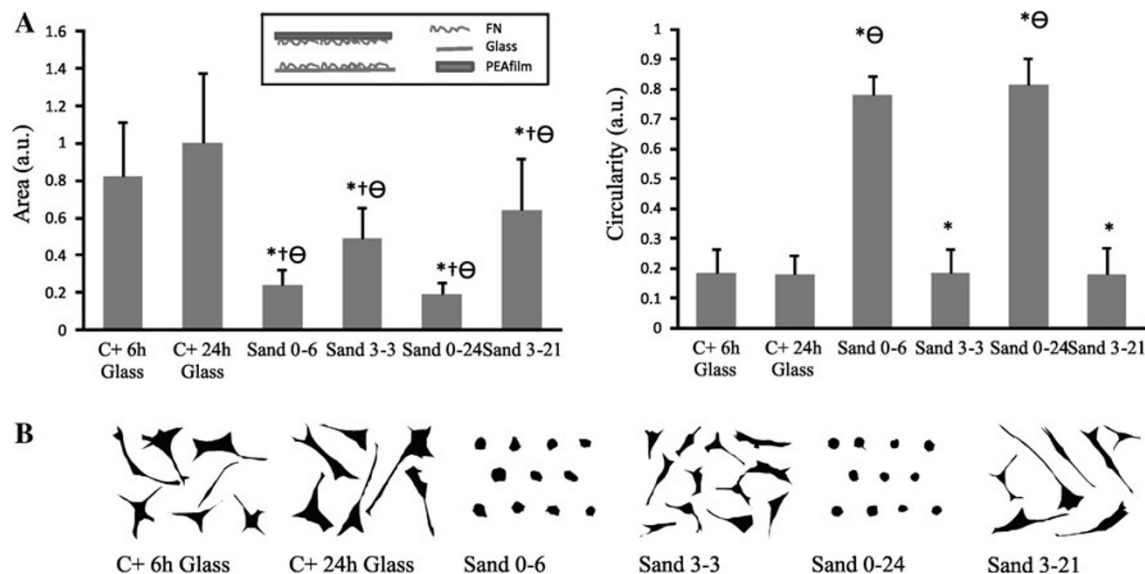 A
Area (a.u.)
1.6
1.4
1.2
1
0.8
0.6
0.4
0.2
0
FN
Glass
PEAfilm
*†Ө
*†Ө
*†Ө
*†Ө
C+ 6h Glass
C+ 24h Glass
Sand 0-6
Sand 3-3
Sand 0-24
Sand 3-21
Circularity (a.u.)
1
0.9
0.8
0.7
0.6
0.5
0.4
0.3
0.2
0.1
0
*Ө
*
*Ө
*
C+ 6h Glass
C+ 24h Glass
Sand 0-6
Sand 3-3
Sand 0-24
Sand 3-21
B
C+ 6h Glass
C+ 24h Glass
Sand 0-6
Sand 3-3
Sand 0-24
Sand 3-21